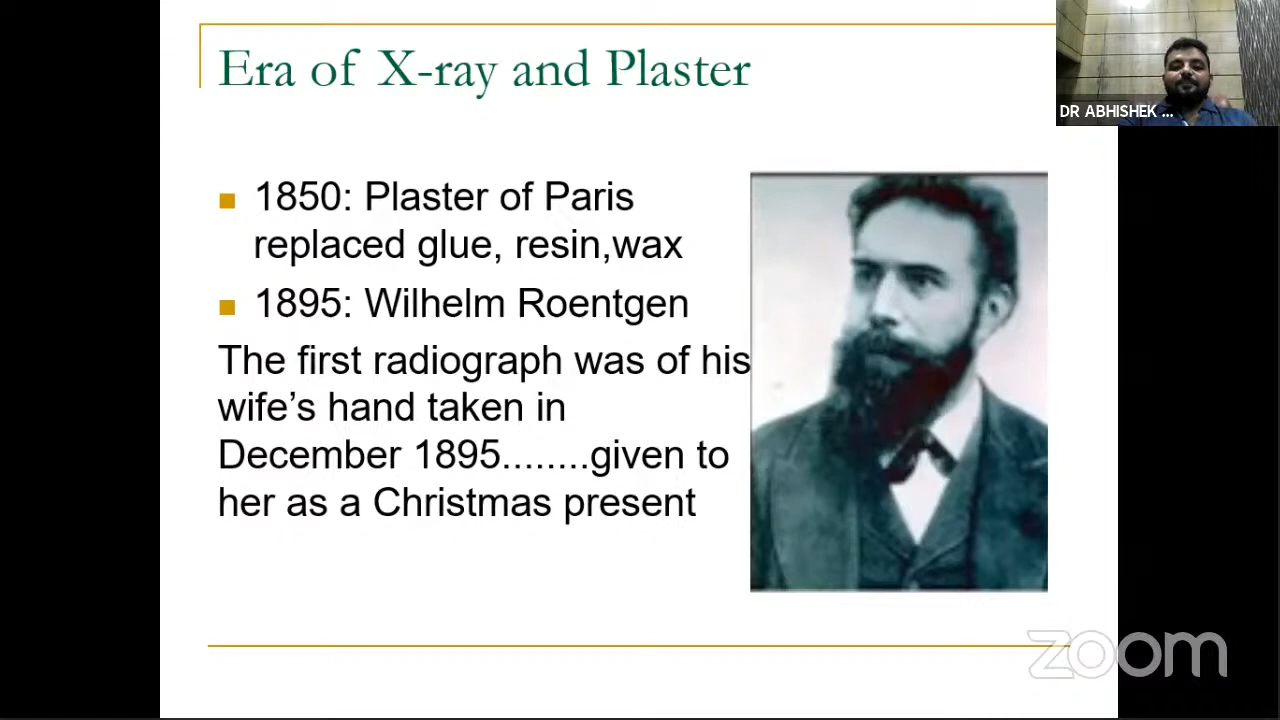 Era of X-ray and Plaster
DR ABHISHEK ...
1850: Plaster of Paris
replaced glue, resin,wax
1895: Wilhelm Roentgen
The first radiograph was of his
wife’s hand taken in
December 1895........given to
her as a Christmas present
zoom